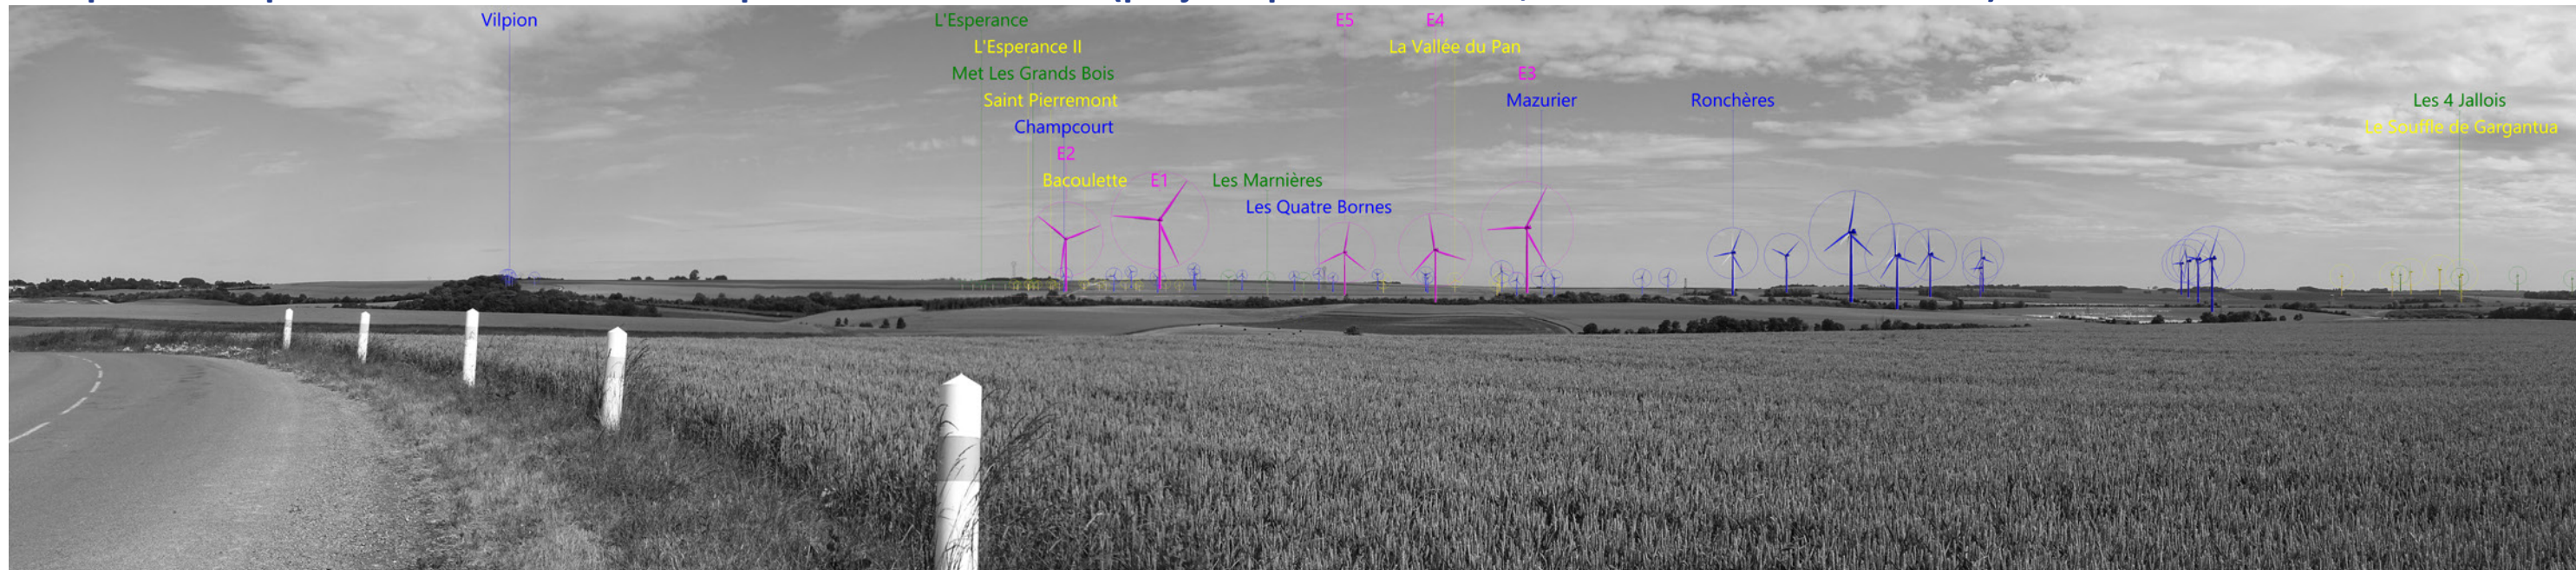 Vilpion
L'Esperance
E5
E4
L'Esperance II
La Vallée du Pan
Met Les Grands Bois
E3
Saint Pierremont
Mazurier
Ronchères
Les 4 Jallois
Champcourt
Le Souffle de Gargantua
E2
Bacoulette
E1
Les Marnières
Les Quatre Bornes